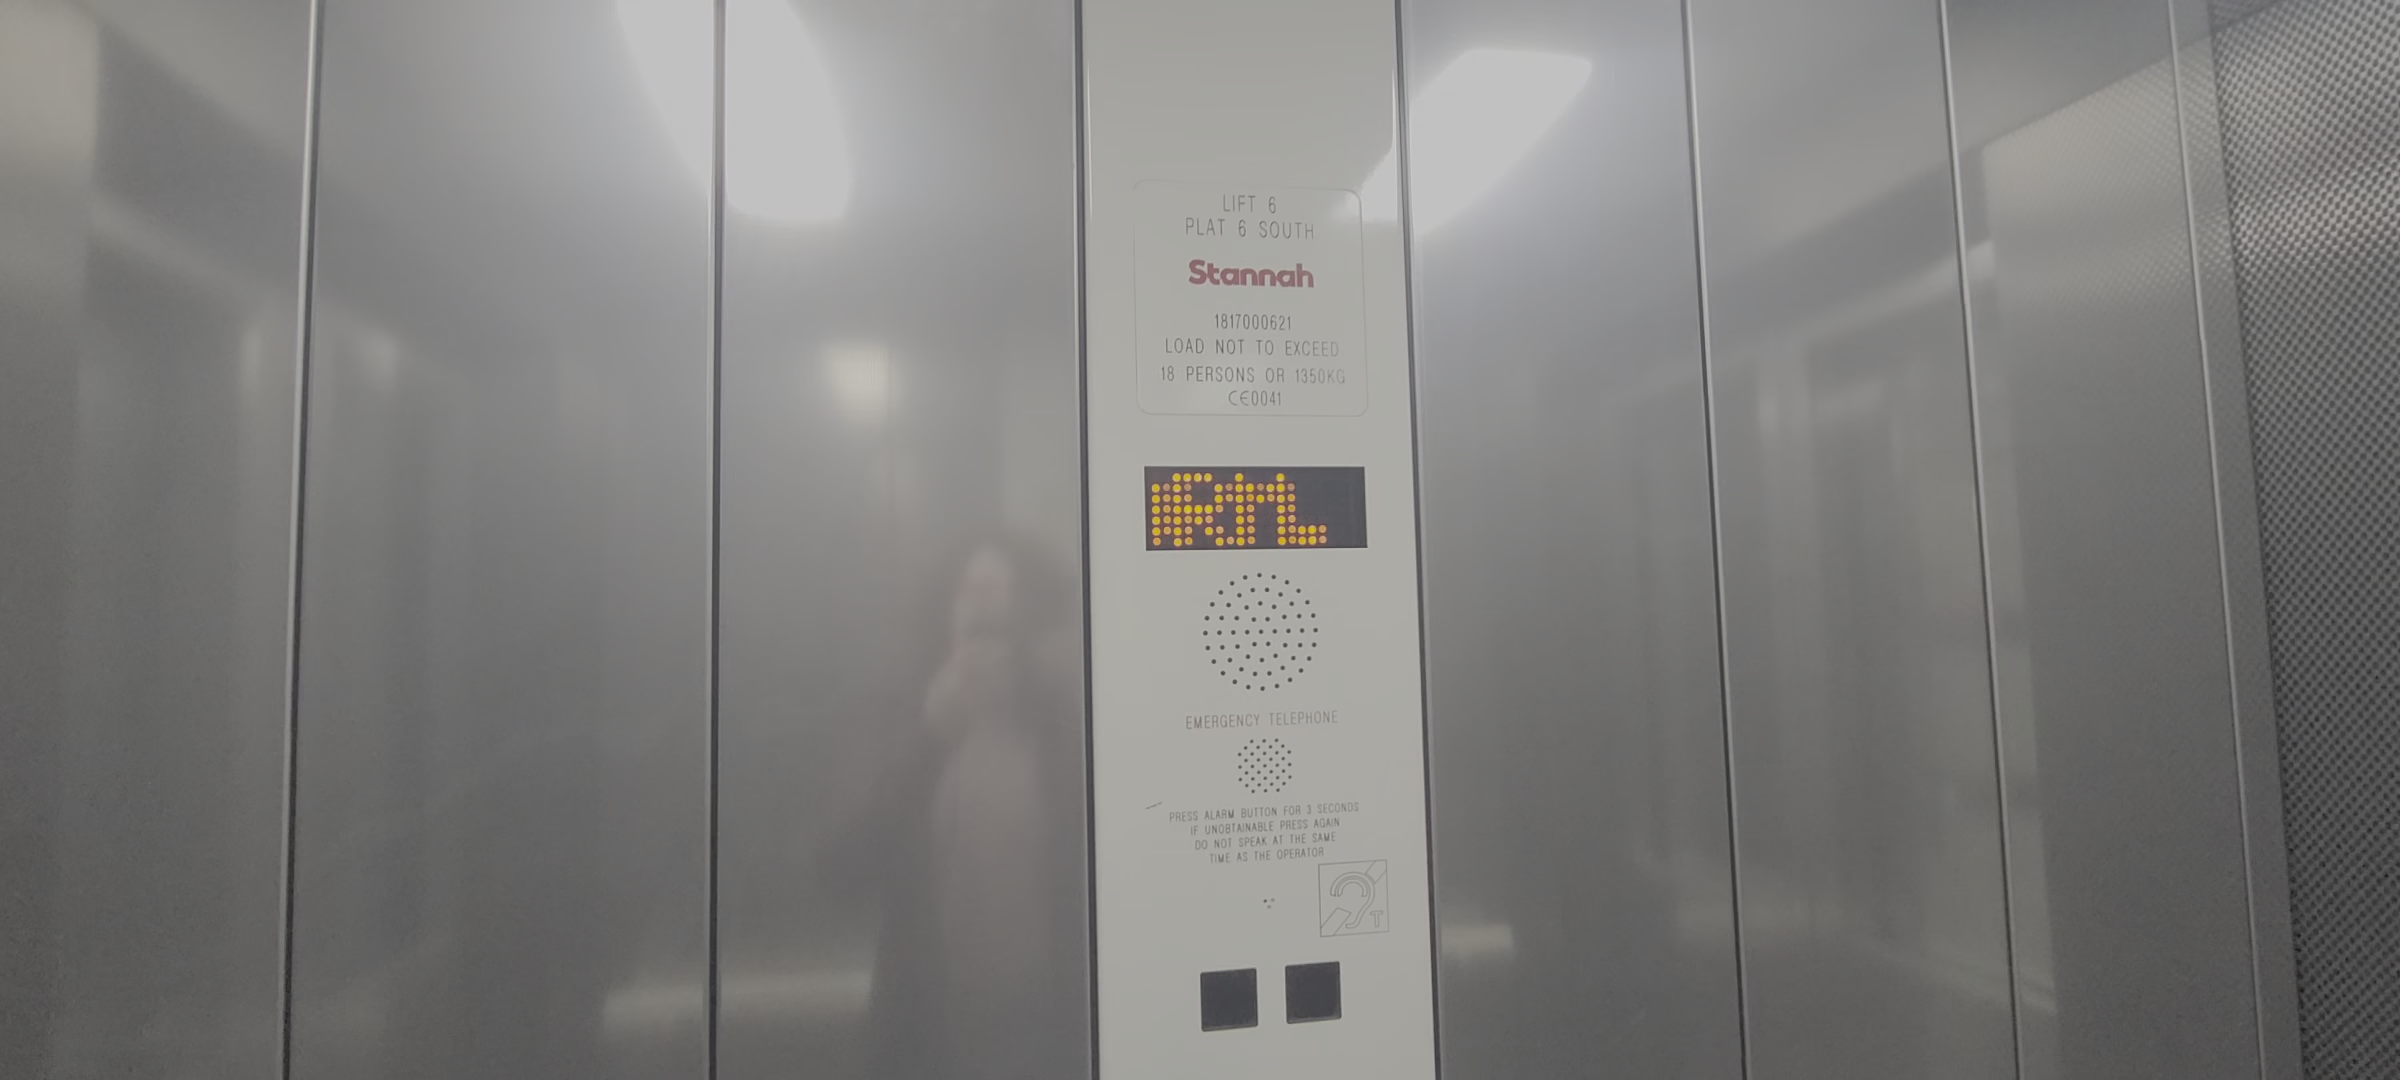 LIFT 6
PLAT 6 SOUTH
Stannah
1817000621
LOAD NOT TO EXCEED
18 PERSONS OR 1350KG
CE0041
EMERGENCY TELEPHONE
PRESS ALARM BUTTON FOR 3 SECONDS
IF UNOBTAINABLE PRESS AGAIN
DO NOT SPEAK AT THE SAME
TIME AS THE OPERATOR
T